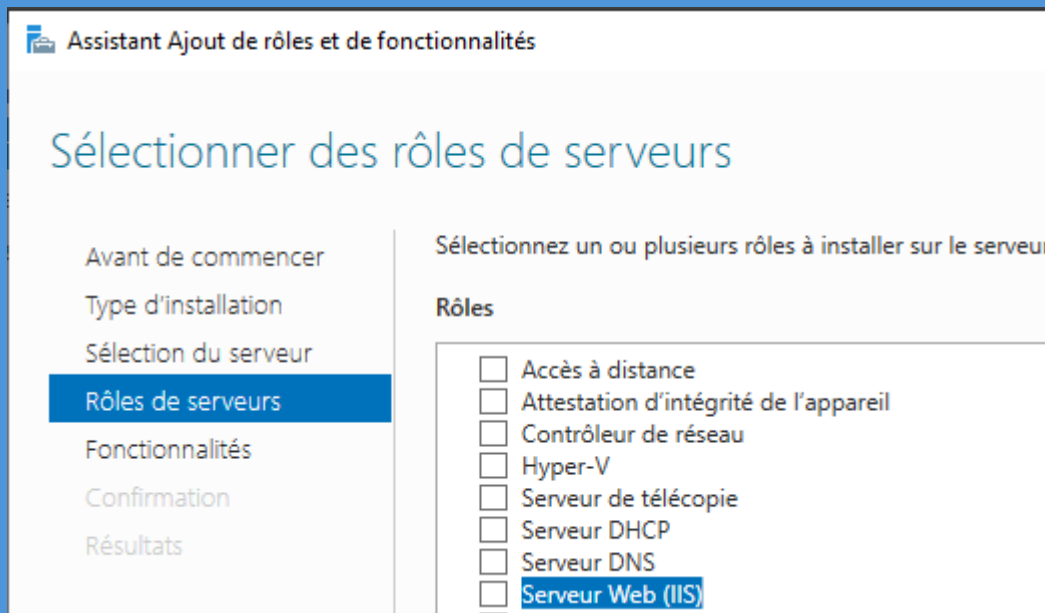 Assistant Ajout de rôles et de fonctionnalités
Sélectionner des rôles de serveurs
Avant de commencer
Type d'installation
Sélection du serveur
Rôles de serveurs
Fonctionnalités
Confirmation
Résultats
Sélectionnez un ou plusieurs rôles à installer sur le serveur
Rôles
Accès à distance
Attestation d'intégrité de l'appareil
Contrôleur de réseau
Hyper-V
Serveur de télécopie
Serveur DHCP
Serveur DNS
Serveur Web (IIS)